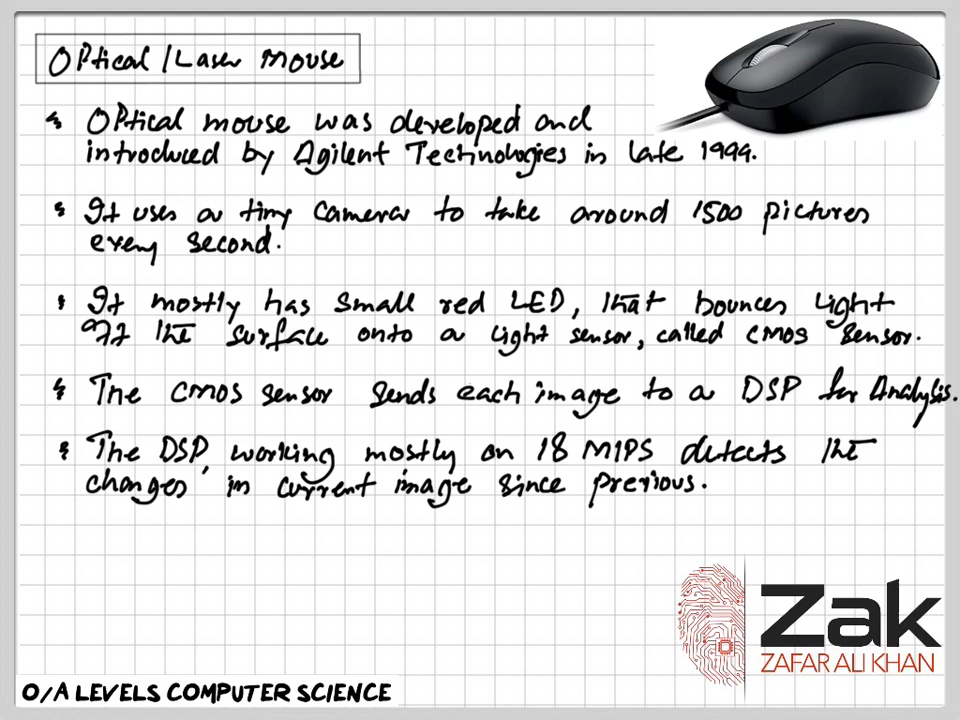 Optical / Laser Mouse
Optical mouse was developed and
introduced by Agilent Technologies in late 1999.
It uses a tiny camera to take around 1500 pictures
every second.
It mostly has small red LED, that bounces light
off the surface onto a light sensor, called CMOS sensor.
The CMOS sensor sends each image to a DSP for Analysis.
The DSP, working mostly on 18 MIPS detects the
changes in current image since previous.
Zak
ZAFAR ALI KHAN
O/A LEVELS COMPUTER SCIENCE